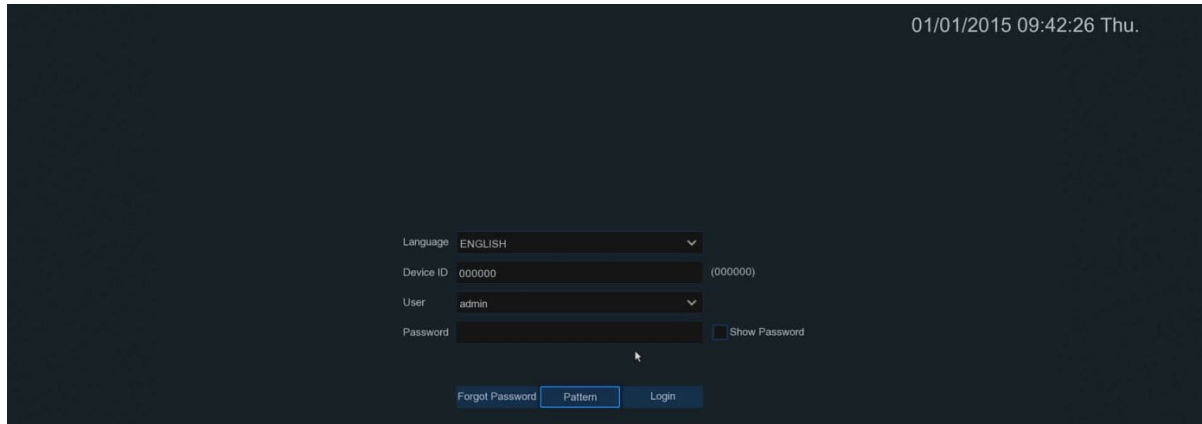 01/01/2015 09:42:26 Thu.
Language ENGLISH
Device ID 000000 (000000)
User admin
Password Show Password
Forgot Password Pattern Login